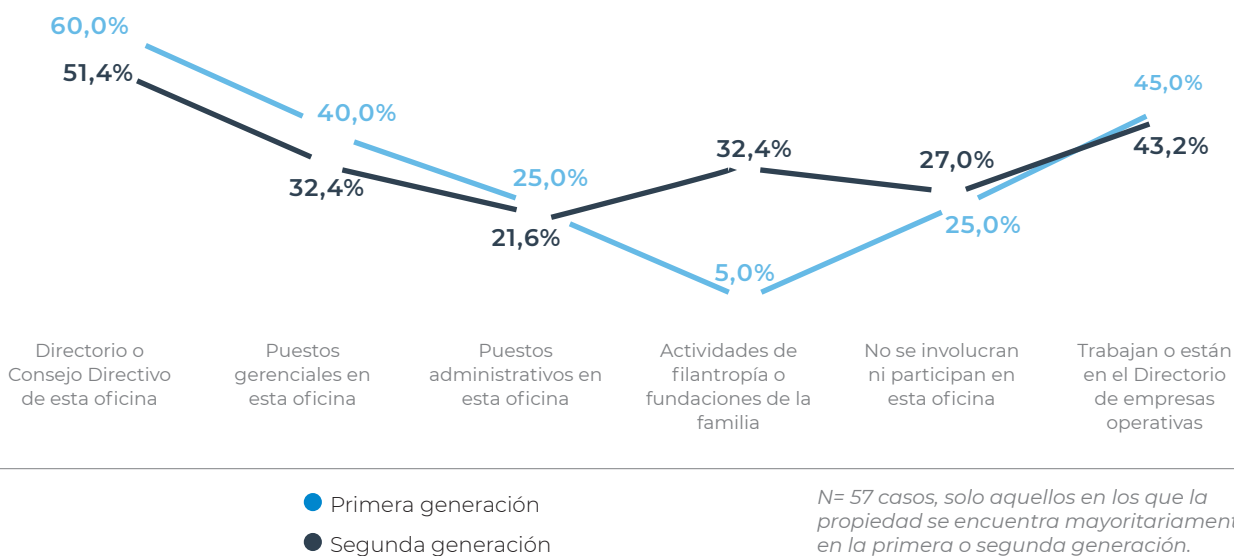 60,0%
51,4%
40,0%
32,4%
25,0%
21,6%
32,4%
5,0%
27,0%
25,0%
45,0%
43,2%
Directorio o
Consejo Directivo
de esta oficina
Puestos
gerenciales en
esta oficina
Puestos
administrativos en
esta oficina
Actividades de
filantropía o
fundaciones de la
familia
No se involucran
ni participan en
esta oficina
Trabajan o están
en el Directorio
de empresas
operativas
Primera generación
Segunda generación
N= 57 casos, solo aquellos en los que la
propiedad se encuentra mayoritariament
en la primera o segunda generación.